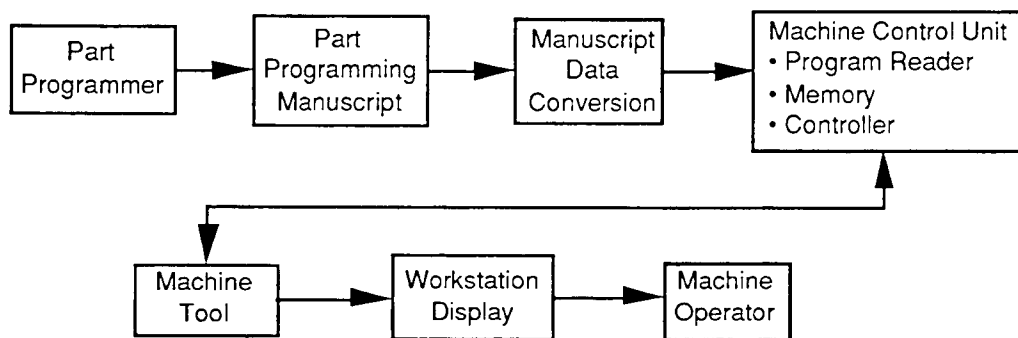 Part
Programmer
Part
Programming
Manuscript
Manuscript
Data
Conversion
Machine Control Unit
• Program Reader
• Memory
• Controller
Machine
Tool
Workstation
Display
Machine
Operator